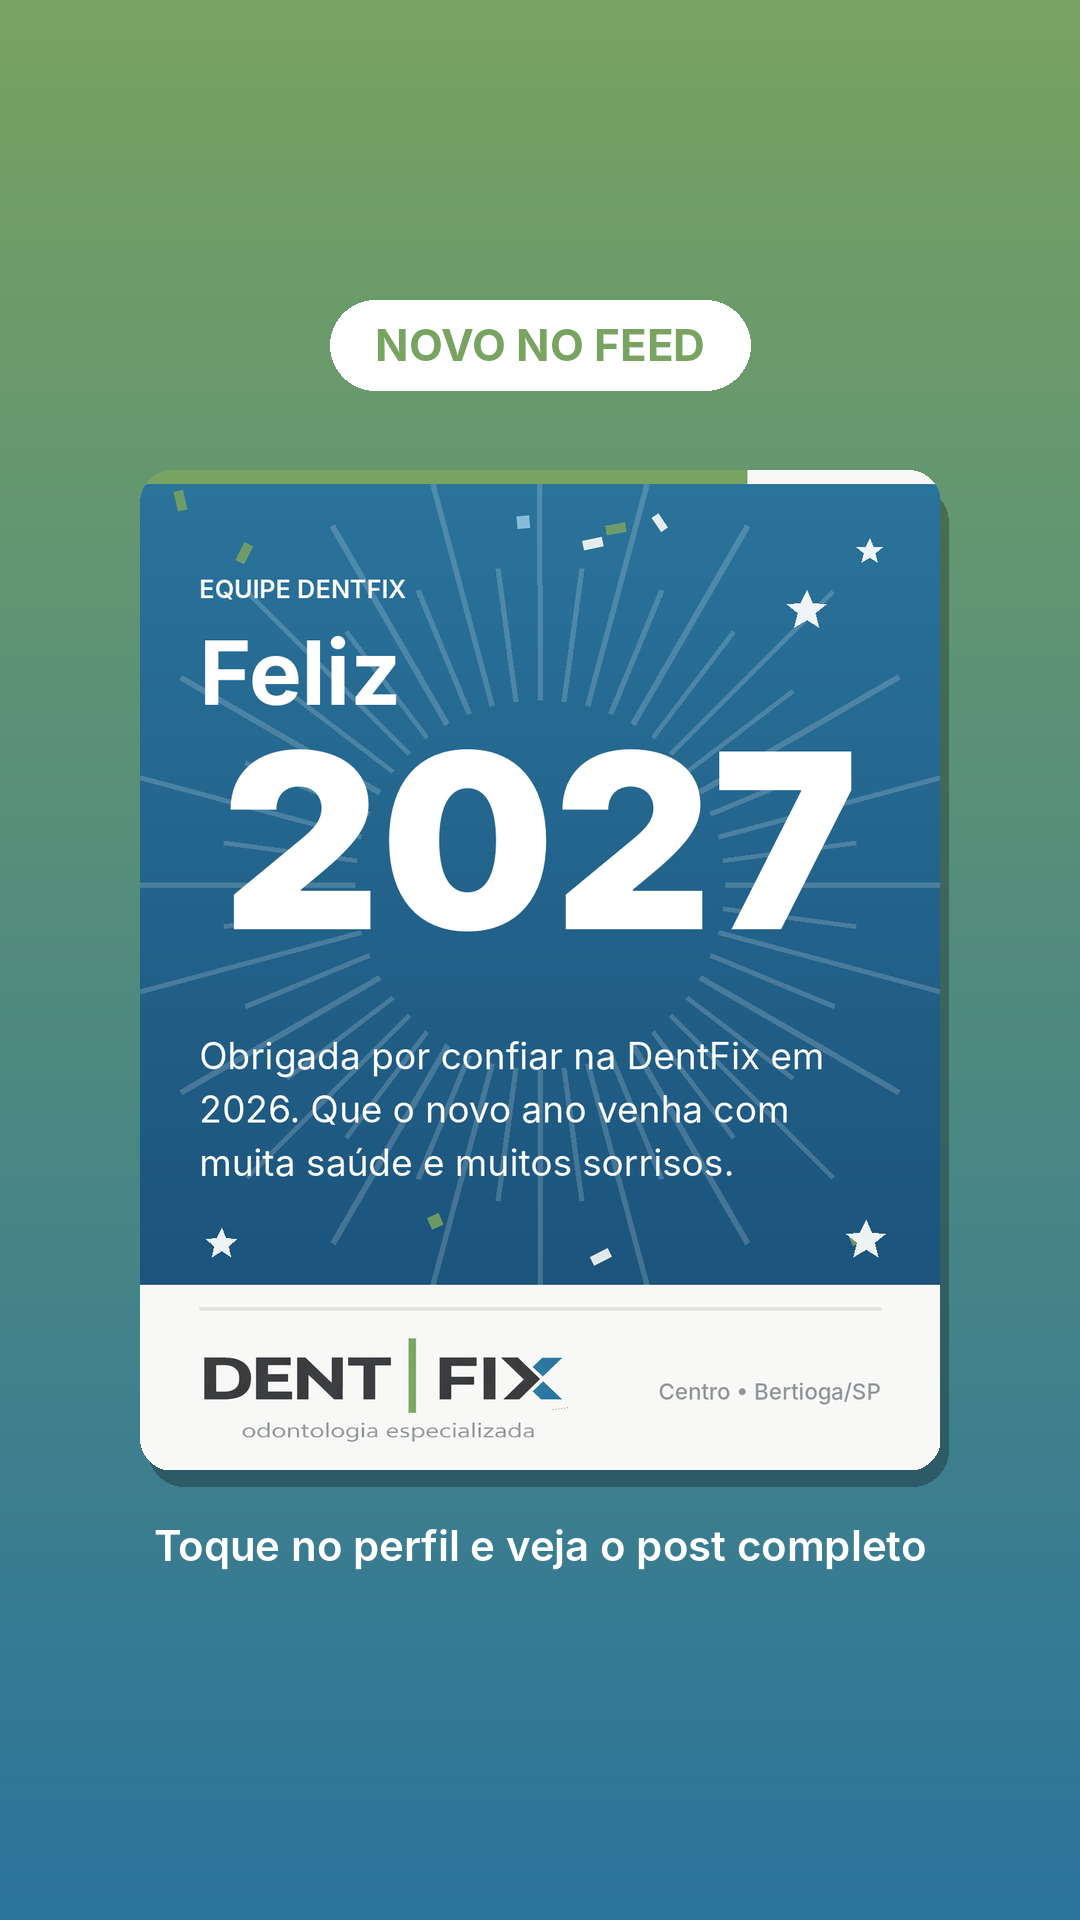 NOVO NO FEED
EQUIPE DENTFIX
Feliz
2027
Obrigada por confiar na DentFix em
2026. Que o novo ano venha com
muita saúde e muitos sorrisos.
DENT | FIX
odontologia especializada
Centro • Bertioga/SP
Toque no perfil e veja o post completo